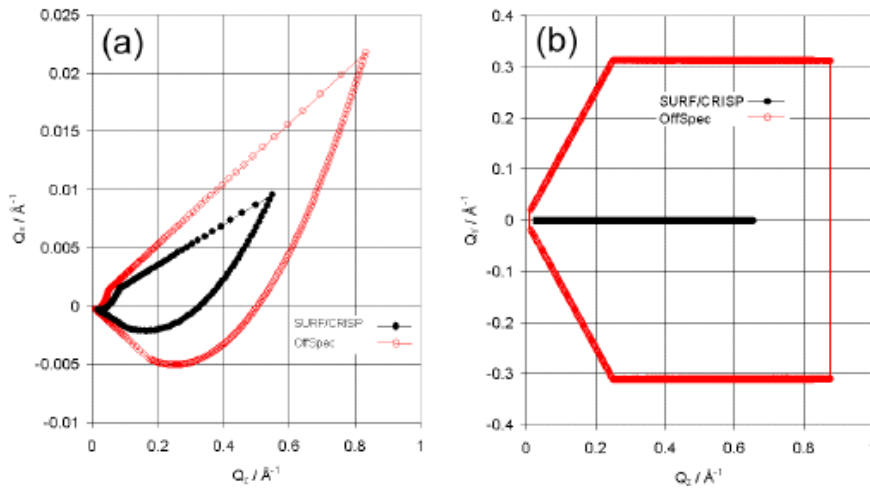 (a)
0.025
0.02
0.015
0.01
0.005
0
-0.005
-0.01
Qx / Å-1
0 0.2 0.4 0.6 0.8 1
Qz / Å-1
SURF/CRISP
OffSpec
(b)
0.4
0.3
0.2
0.1
0
-0.1
-0.2
-0.3
-0.4
Qy / Å-1
0 0.2 0.4 0.6 0.8 1
Qz / Å-1
SURF/CRISP
OffSpec